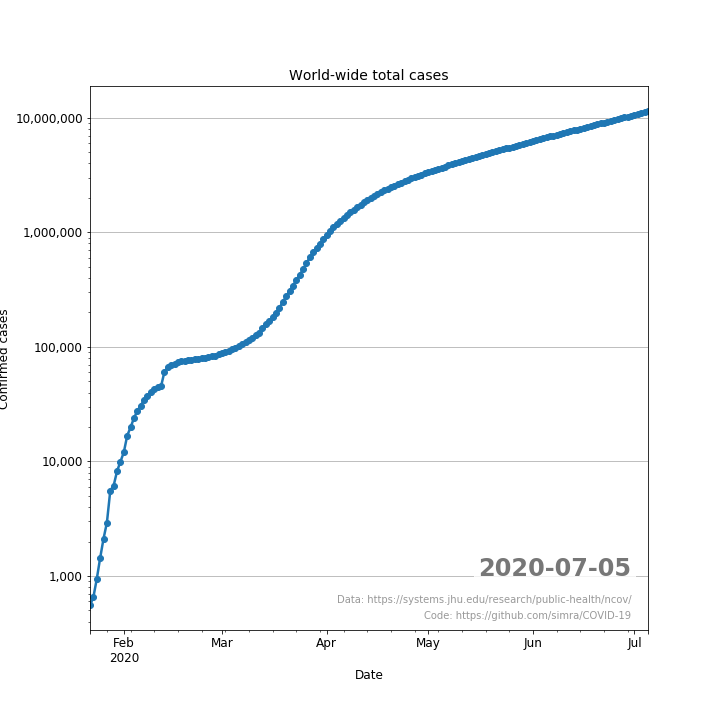 World-wide total cases
10,000,000
1,000,000
100,000
10,000
1,000
Confirmed cases
2020-07-05
Data: https://systems.jhu.edu/research/public-health/ncov/
Code: https://github.com/simra/COVID-19
Feb Mar Apr May Jun Jul
2020
Date